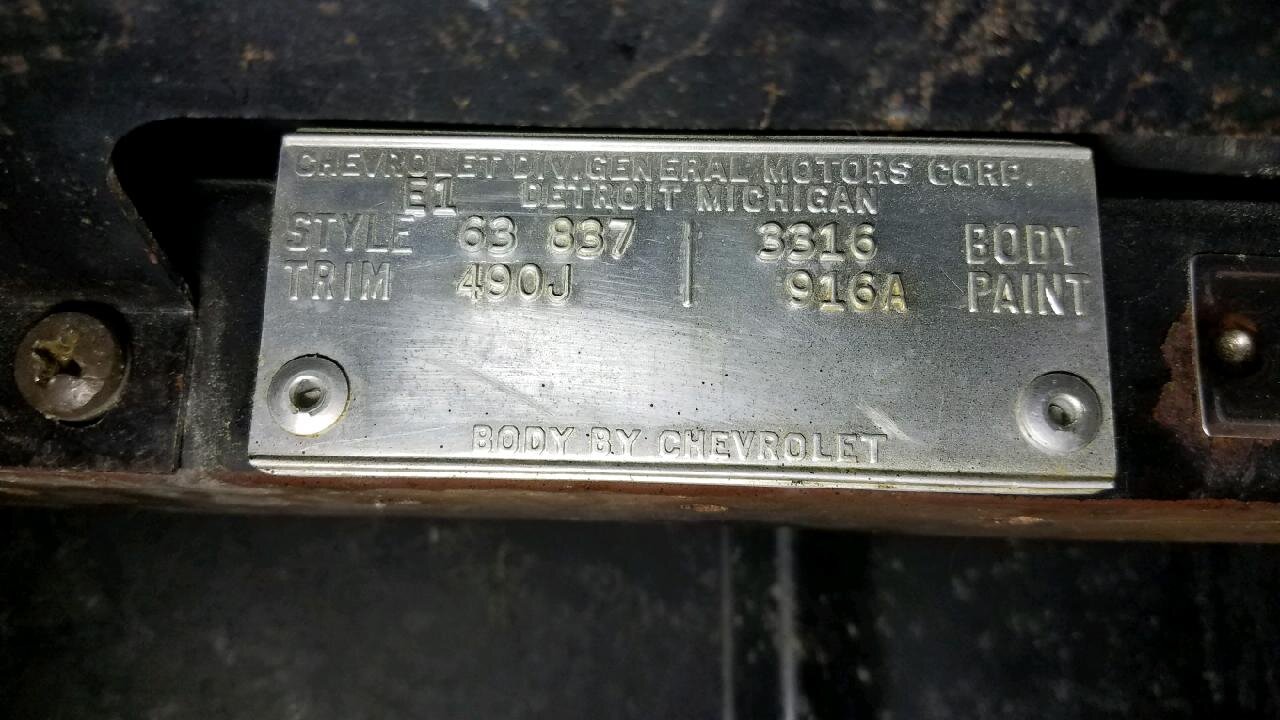 CHEVROLET DIV. GENERAL MOTORS CORP.
E1 DETROIT MICHIGAN
STYLE 63 837 | 3316 BODY
TRIM 490J | 916A PAINT
BODY BY CHEVROLET